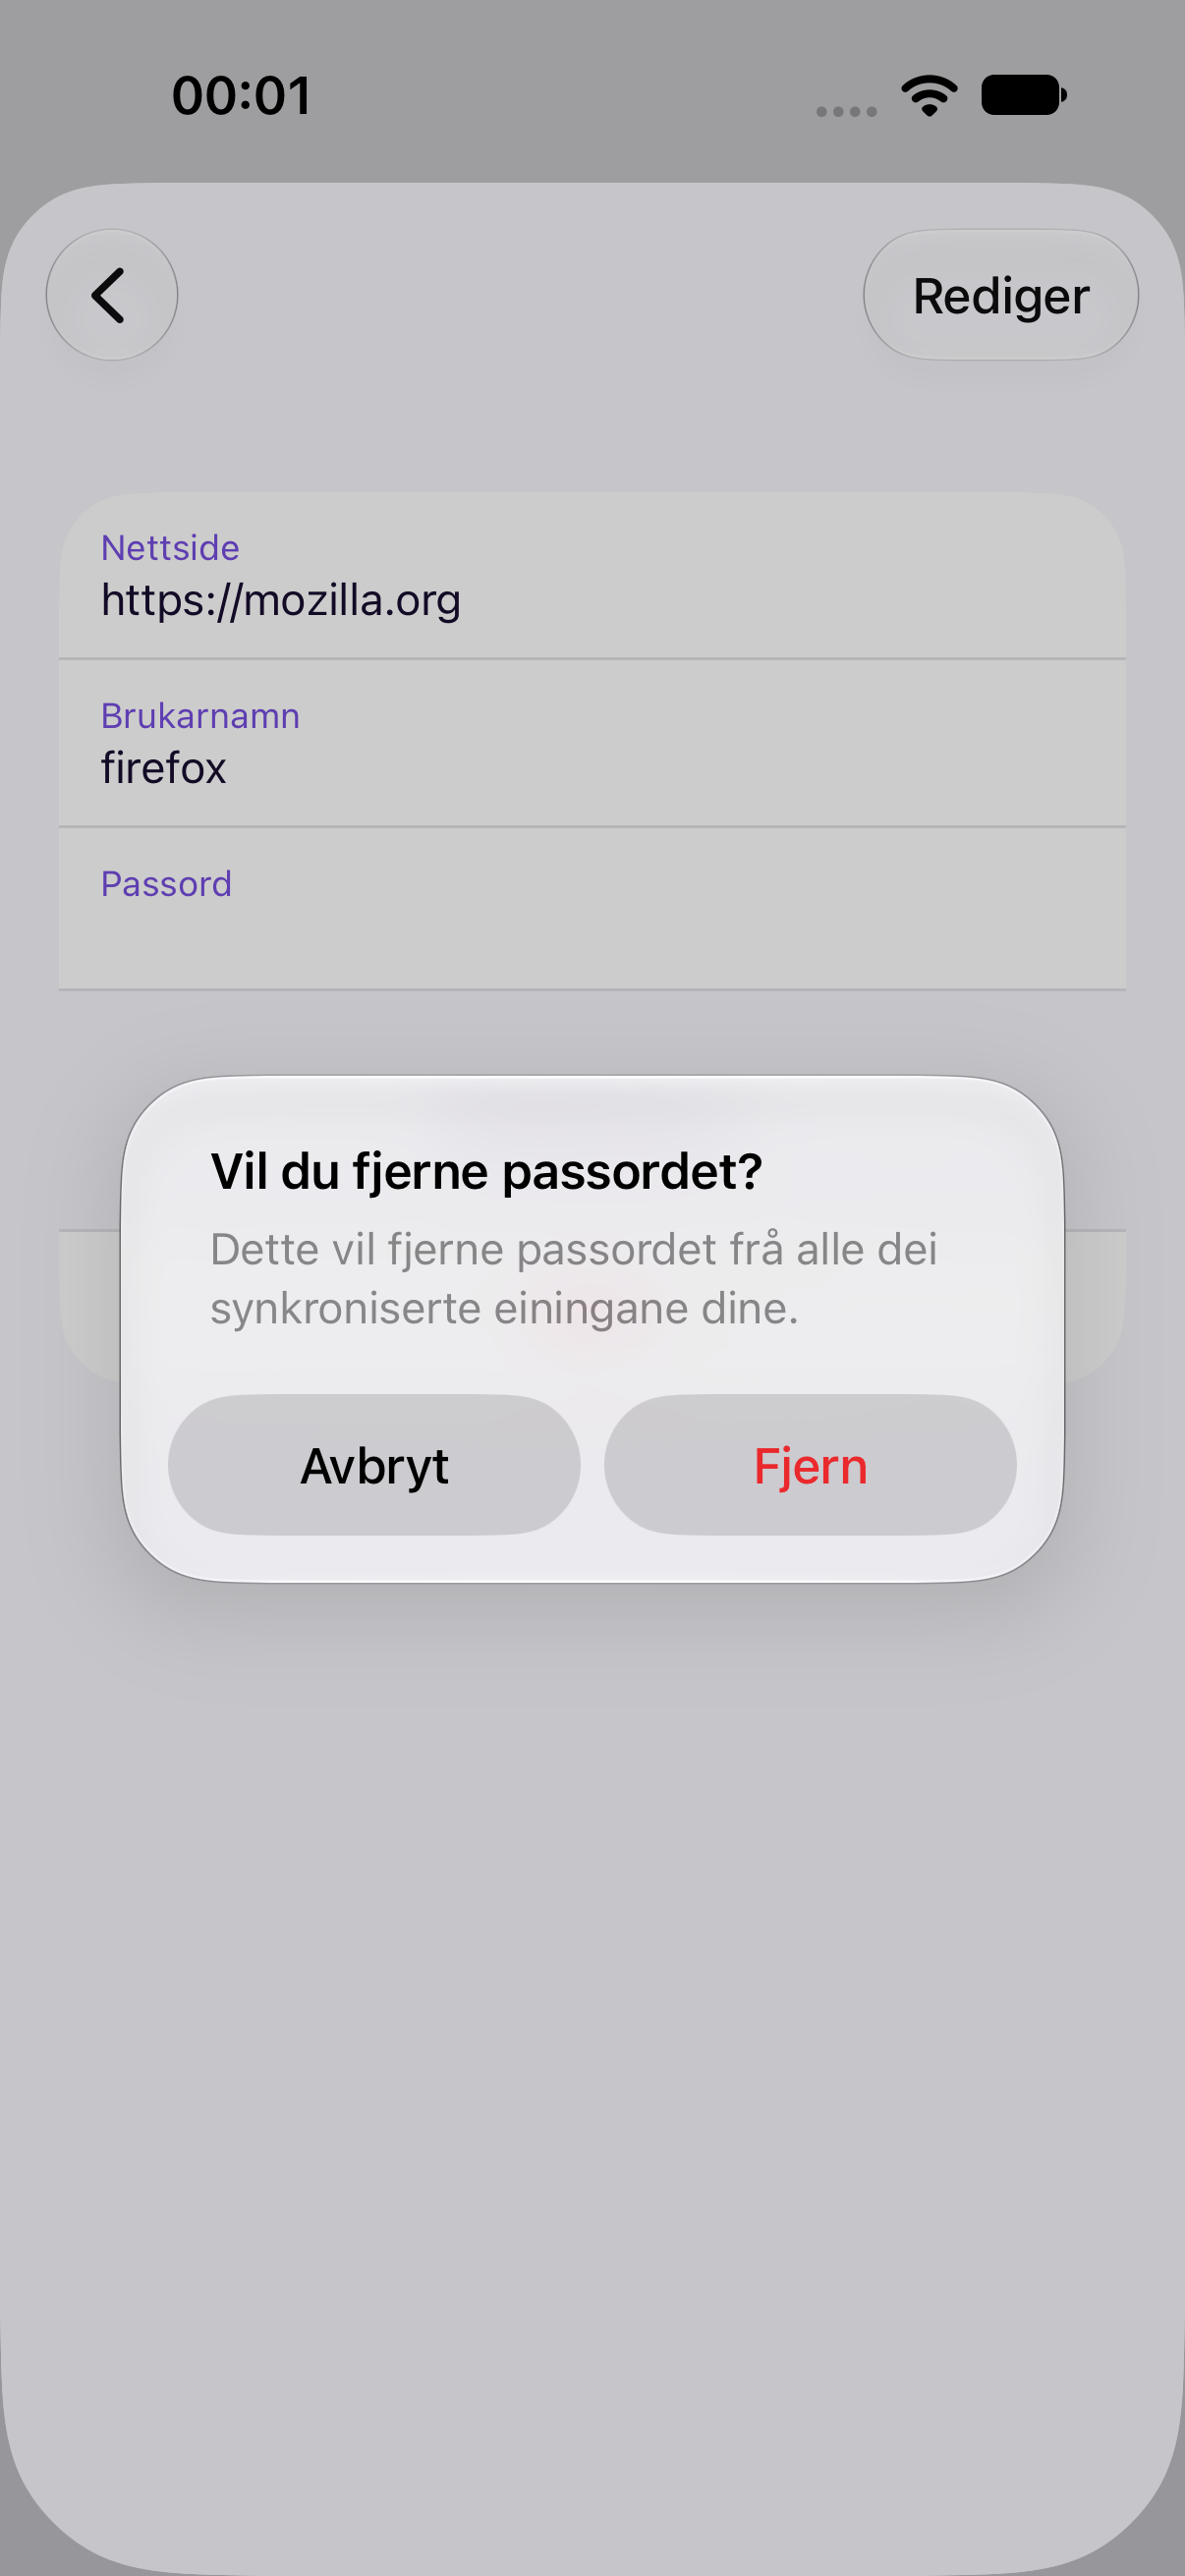 00:01
Rediger
Nettside
https://mozilla.org
Brukarnamn
firefox
Passord
Vil du fjerne passordet?
Dette vil fjerne passordet frå alle dei
synkroniserte einingane dine.
Avbryt
Fjern